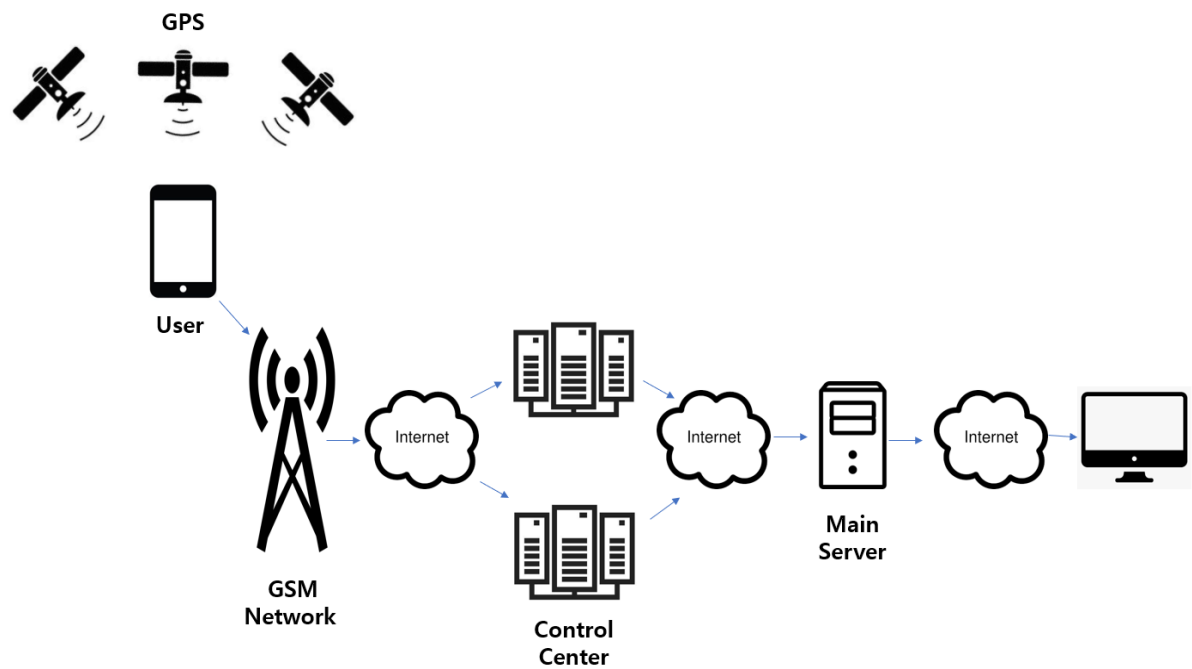 GPS
User
GSM
Network
Internet
Control
Center
Internet
Main
Server
Internet